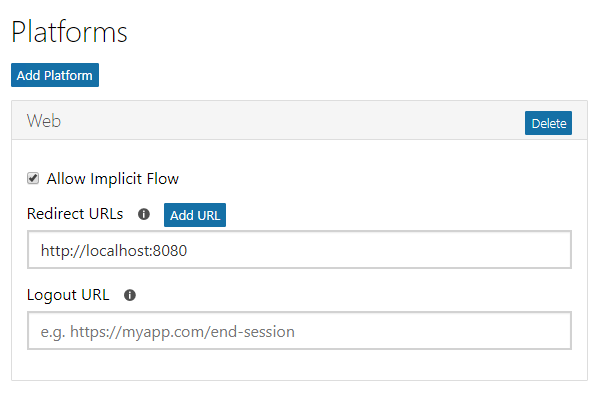 Platforms
Add Platform
Web
Delete
Allow Implicit Flow
Redirect URLs
Add URL
http://localhost:8080
Logout URL
e.g. https://myapp.com/end-session